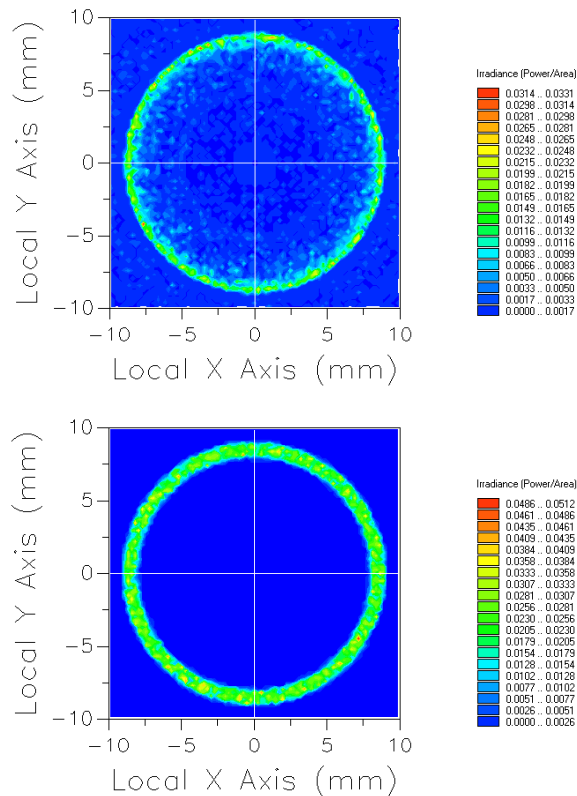 10
5
0
−5
−10
Local Y Axis (mm)
−10
−5
0
5
10
Local X Axis (mm)
Irradiance (Power/Area)
0.0314 .. 0.0331
0.0298 .. 0.0314
0.0281 .. 0.0298
0.0265 .. 0.0281
0.0248 .. 0.0265
0.0232 .. 0.0248
0.0215 .. 0.0232
0.0199 .. 0.0215
0.0182 .. 0.0199
0.0165 .. 0.0182
0.0149 .. 0.0165
0.0132 .. 0.0149
0.0116 .. 0.0132
0.0099 .. 0.0116
0.0083 .. 0.0099
0.0066 .. 0.0083
0.0050 .. 0.0066
0.0033 .. 0.0050
0.0017 .. 0.0033
0.0000 .. 0.0017
10
5
0
−5
−10
Local Y Axis (mm)
−10
−5
0
5
10
Local X Axis (mm)
Irradiance (Power/Area)
0.0486 .. 0.0512
0.0461 .. 0.0486
0.0435 .. 0.0461
0.0409 .. 0.0435
0.0384 .. 0.0409
0.0358 .. 0.0384
0.0333 .. 0.0358
0.0307 .. 0.0333
0.0281 .. 0.0307
0.0256 .. 0.0281
0.0230 .. 0.0256
0.0205 .. 0.0230
0.0179 .. 0.0205
0.0154 .. 0.0179
0.0128 .. 0.0154
0.0102 .. 0.0128
0.0077 .. 0.0102
0.0051 .. 0.0077
0.0026 .. 0.0051
0.0000 .. 0.0026